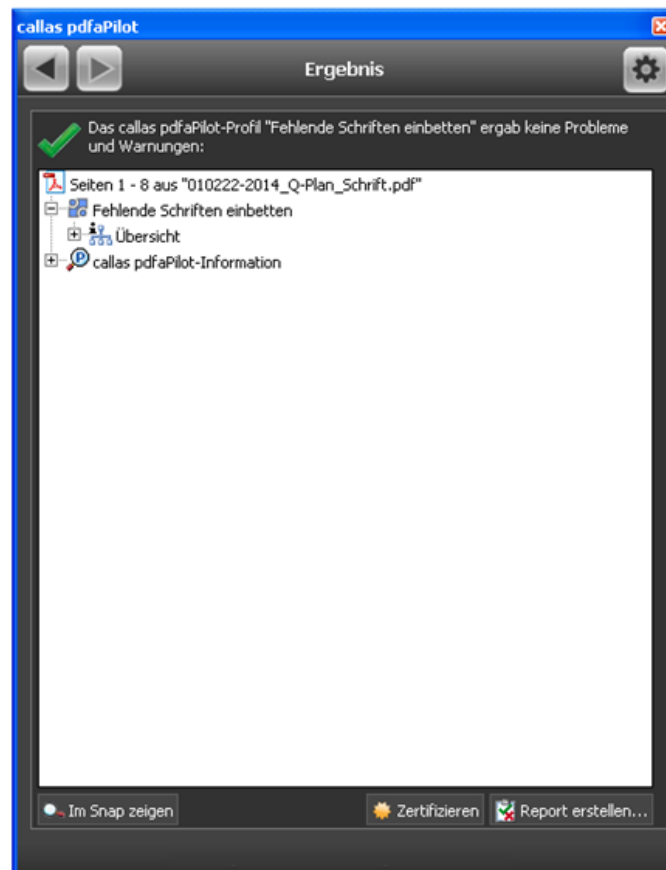 callas pdfaPilot
Ergebnis
Das callas pdfaPilot-Profil "Fehlende Schriften einbetten" ergab keine Probleme
und Warnungen:
Seiten 1 - 8 aus "010222-2014_Q-Plan_Schrift.pdf"
Fehlende Schriften einbetten
Übersicht
callas pdfaPilot-Information
Im Snap zeigen
Zertifizieren
Report erstellen...